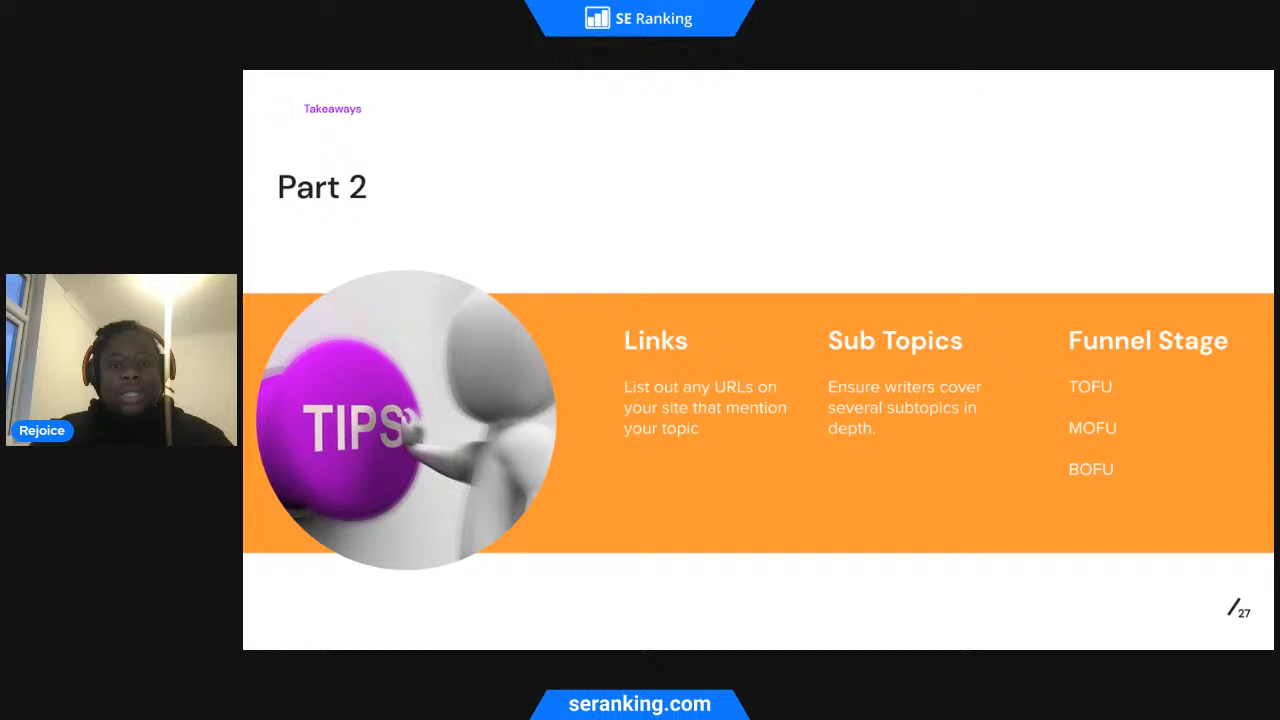 SE Ranking
Takeaways
Part 2
TIPS
Links
List out any URLs on
your site that mention
your topic
Sub Topics
Ensure writers cover
several subtopics in
depth.
Funnel Stage
TOFU
MOFU
BOFU
Rejoice
/27
seranking.com